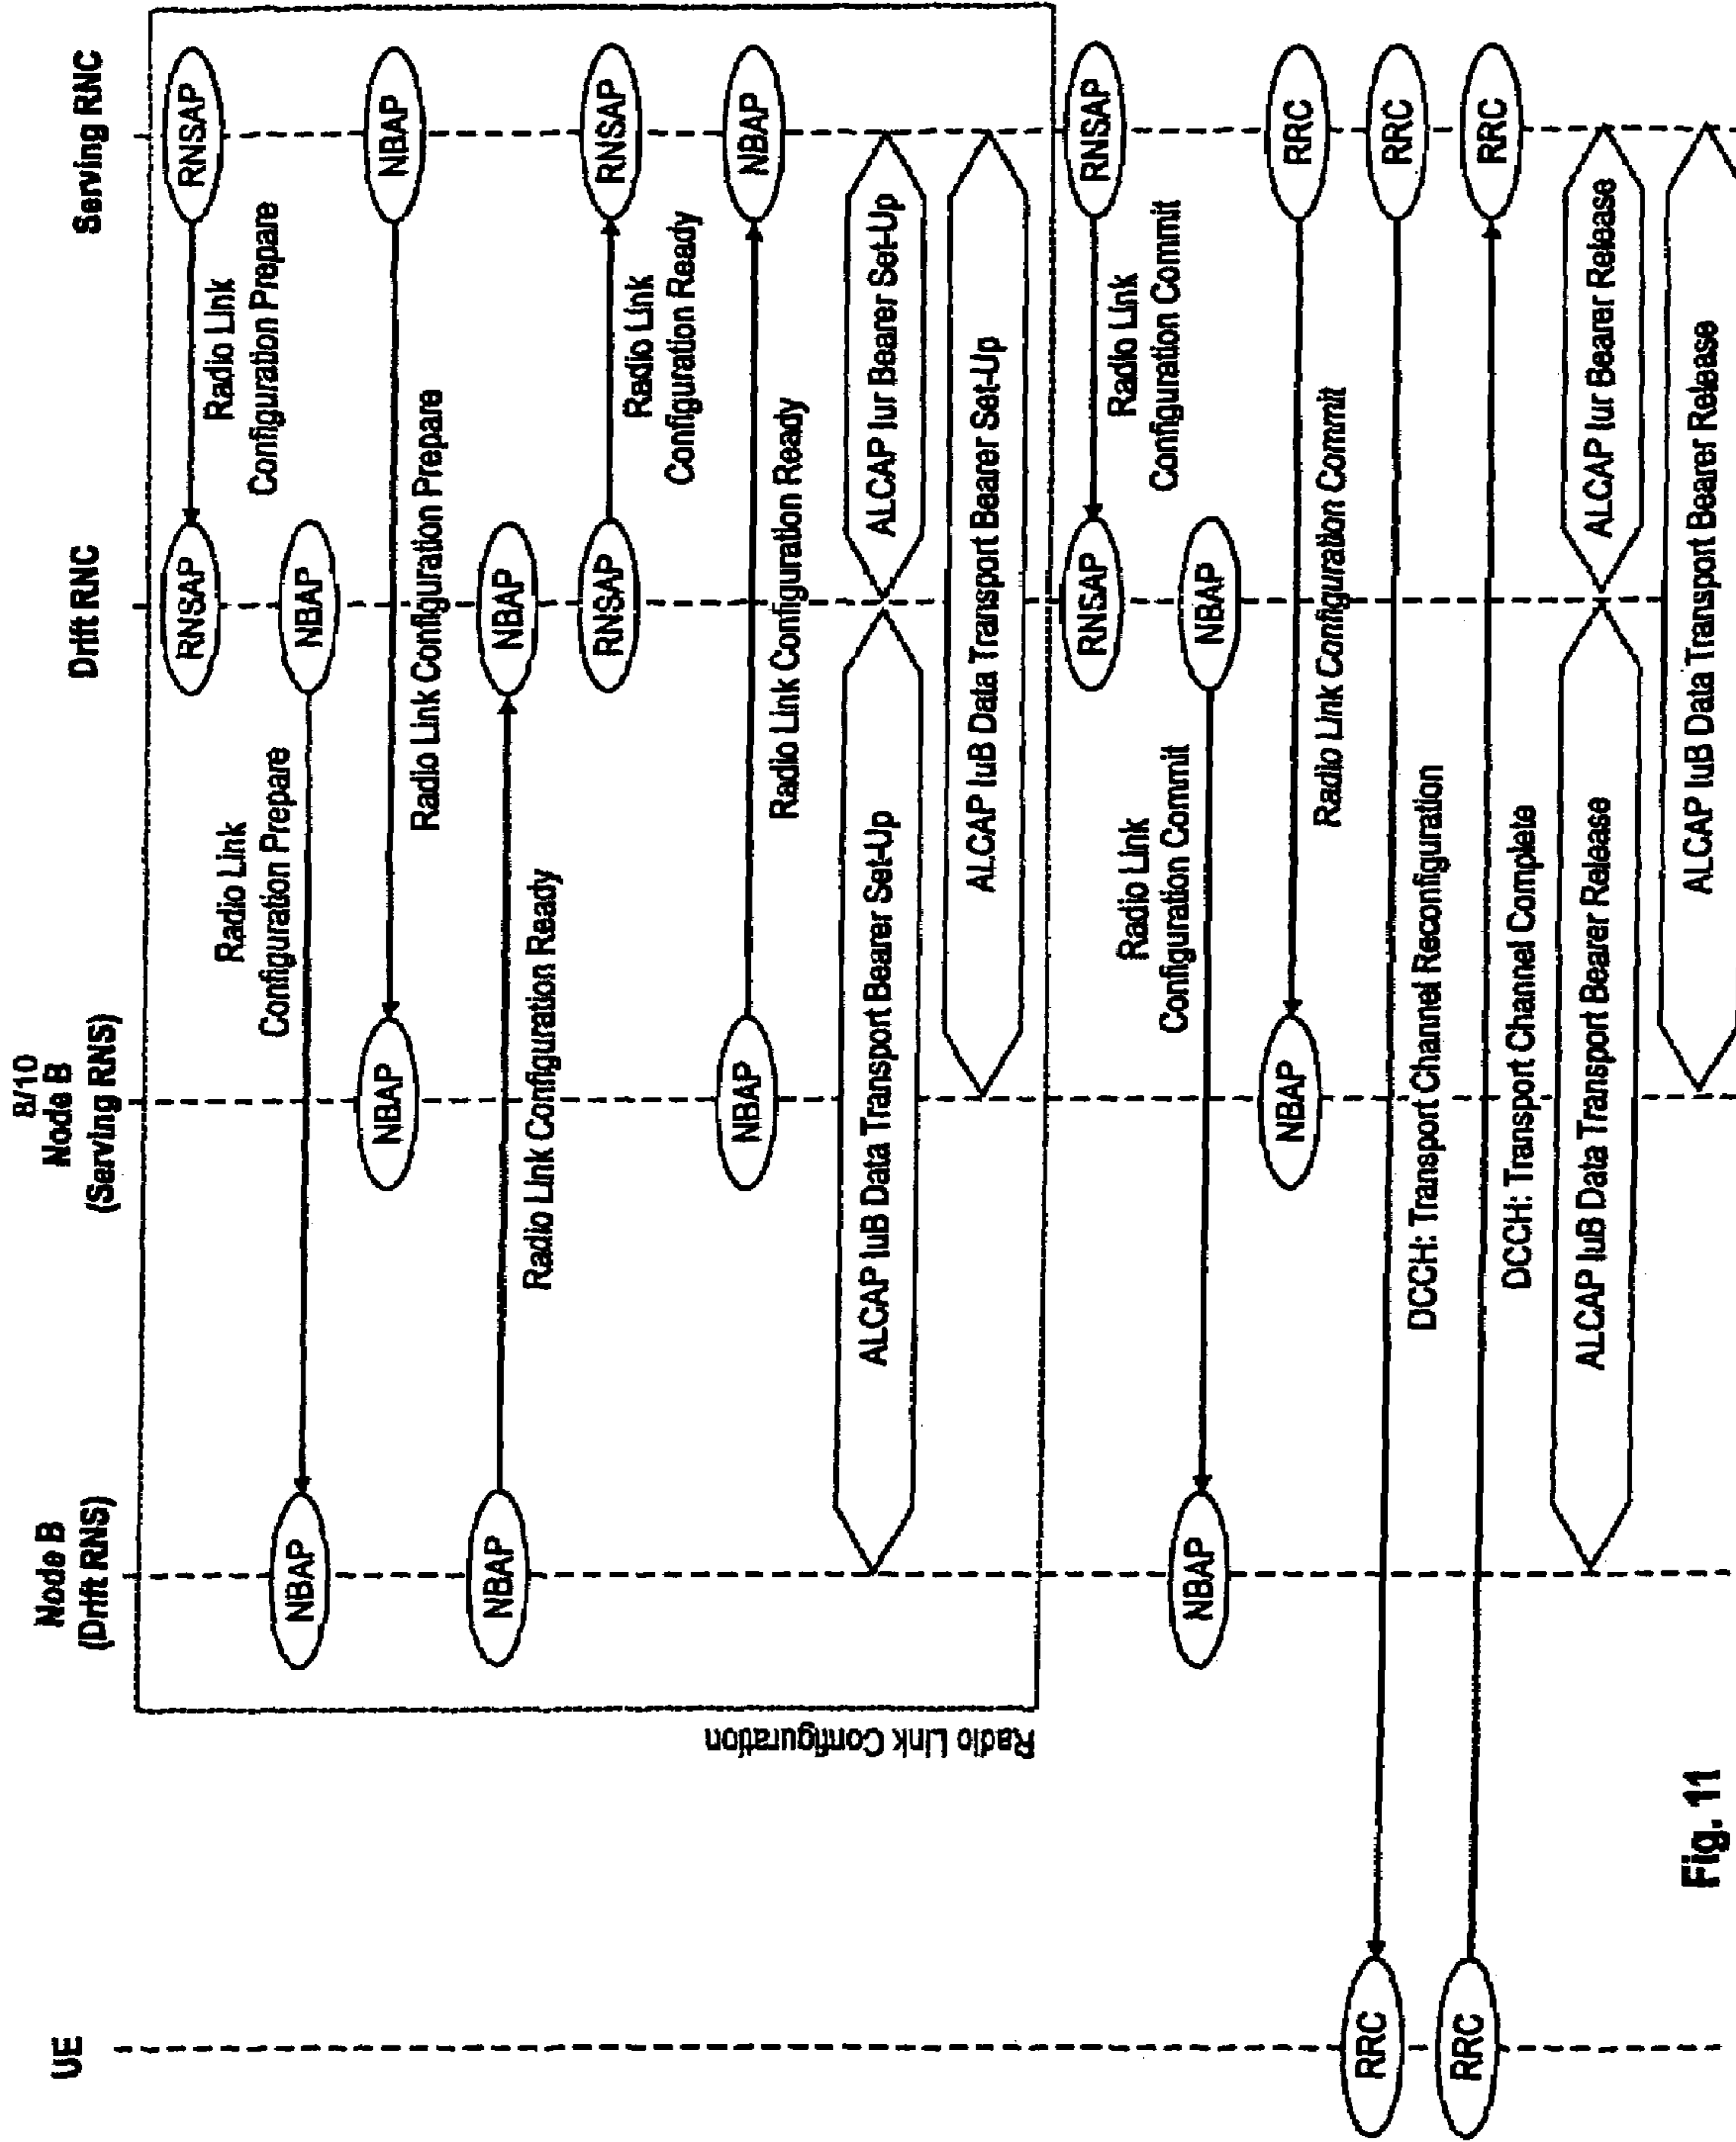 8/10
UE
Node B
(Drift RNS)
Node B
(Serving RNS)
Drift RNC
Serving RNC
Radio Link Configuration
RNSAP
RNSAP
Radio Link
Configuration Prepare
NBAP
NBAP
Radio Link
Configuration Prepare
NBAP
NBAP
Radio Link Configuration Prepare
NBAP
NBAP
Radio Link Configuration Ready
RNSAP
RNSAP
Radio Link
Configuration Ready
NBAP
NBAP
Radio Link Configuration Ready
ALCAP IuB Data Transport Bearer Set-Up
ALCAP Iur Bearer Set-Up
ALCAP IuB Data Transport Bearer Set-Up
RNSAP
RNSAP
Radio Link
Configuration Commit
NBAP
NBAP
Radio Link
Configuration Commit
NBAP
RRC
Radio Link Configuration Commit
RRC
RRC
DCCH: Transport Channel Reconfiguration
RRC
RRC
DCCH: Transport Channel Complete
ALCAP IuB Data Transport Bearer Release
ALCAP Iur Bearer Release
ALCAP IuB Data Transport Bearer Release
Fig. 11